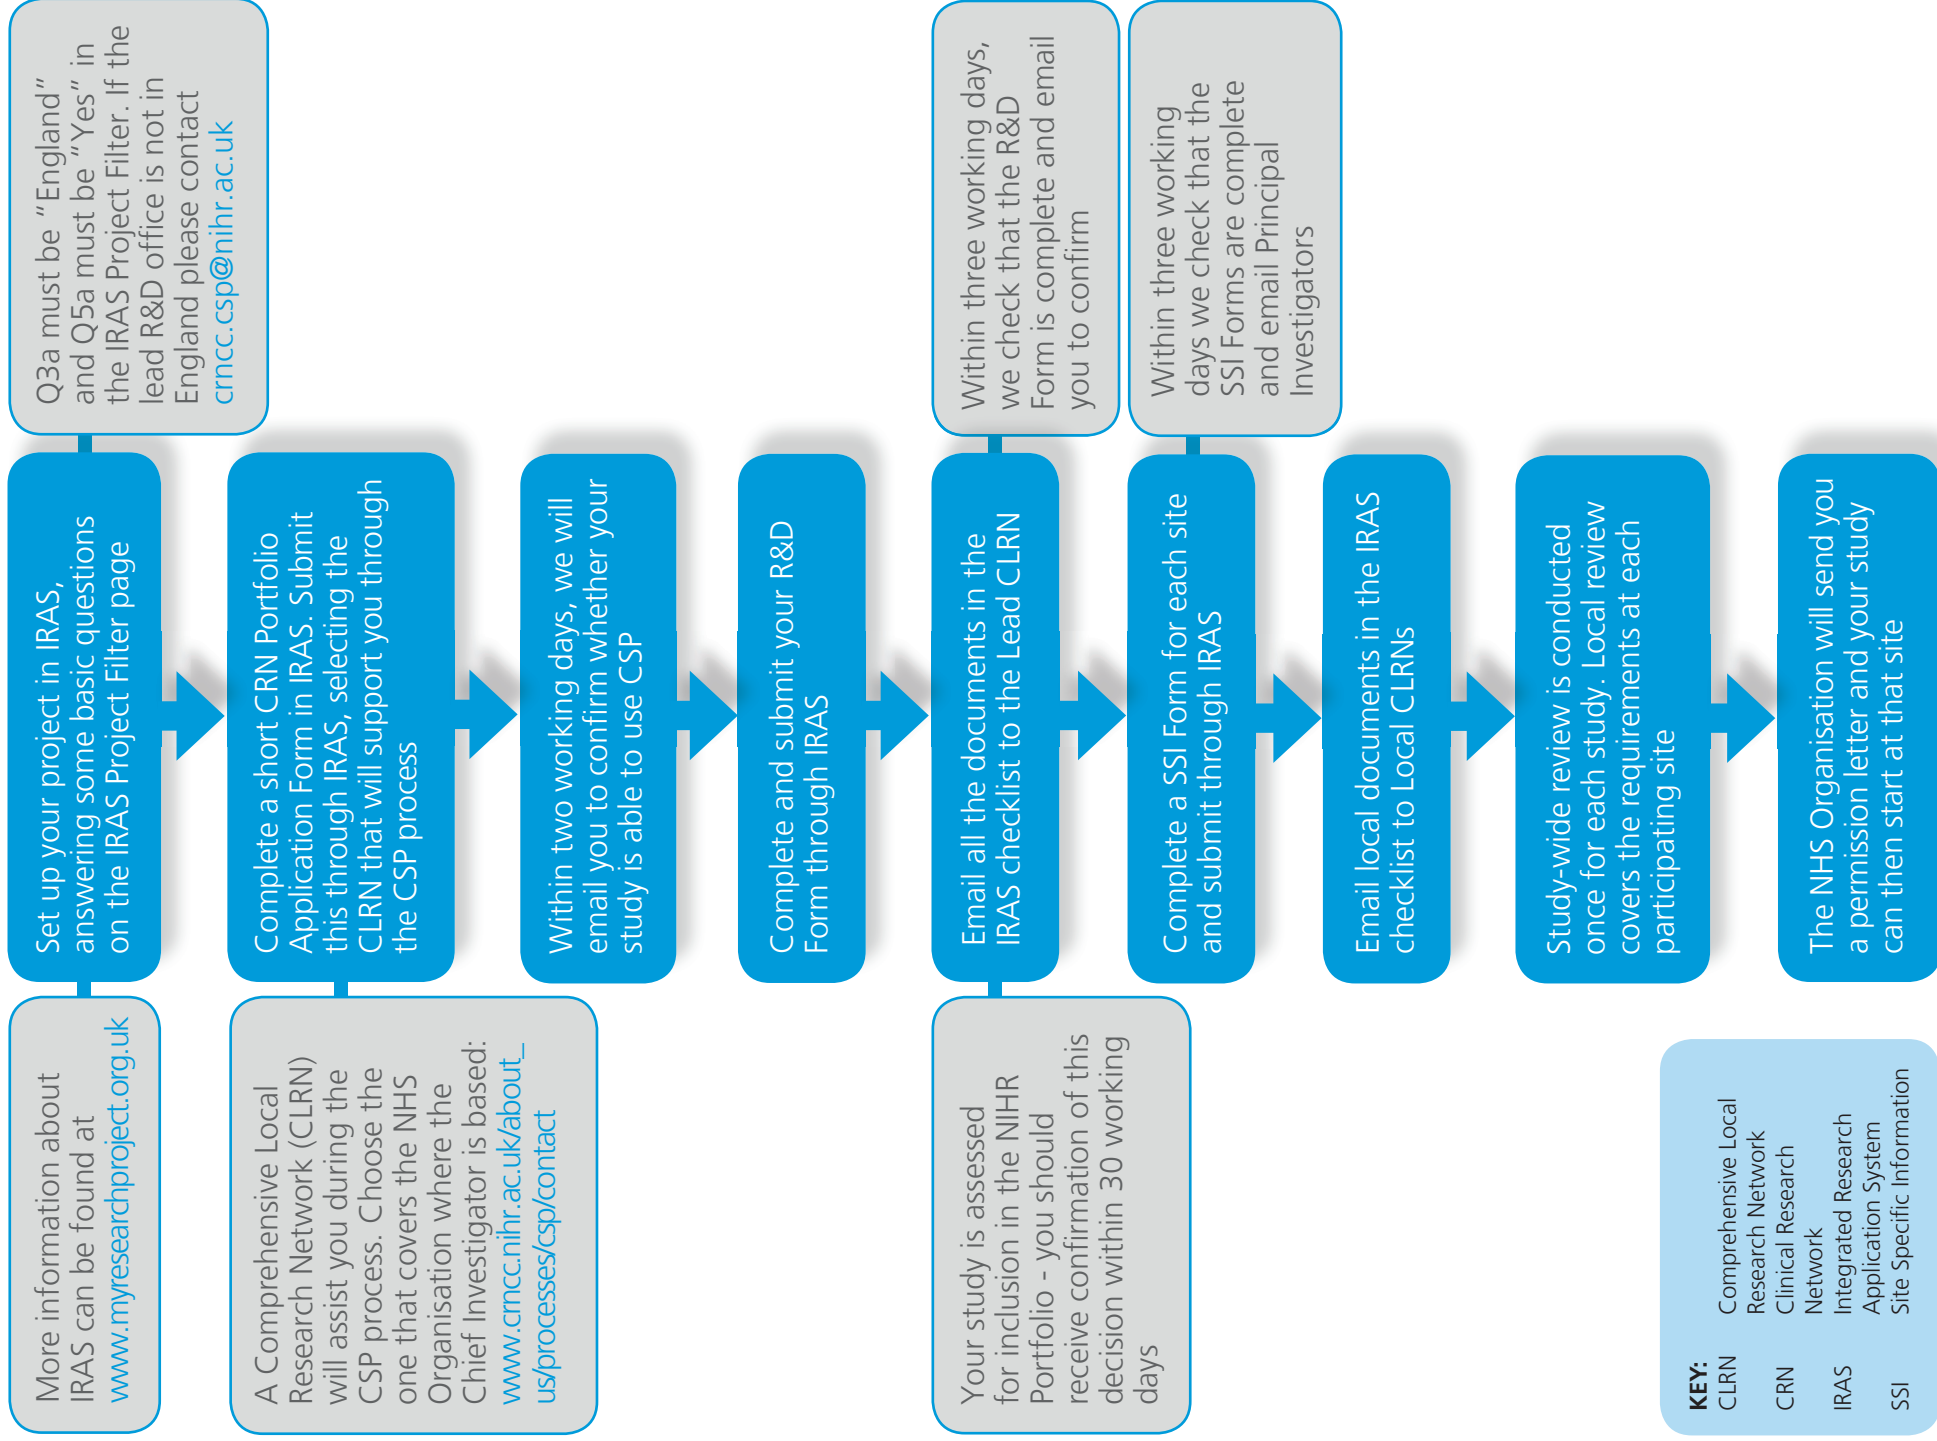 More information about
IRAS can be found at
www.myresearchproject.org.uk
Set up your project in IRAS,
answering some basic questions
on the IRAS Project Filter page
Q3a must be “England”
and Q5a must be “Yes” in
the IRAS Project Filter. If the
lead R&D office is not in
England please contact
crncc.csp@nihr.ac.uk
A Comprehensive Local
Research Network (CLRN)
will assist you during the
CSP process. Choose the
one that covers the NHS
Organisation where the
Chief Investigator is based:
www.crncc.nihr.ac.uk/about_
us/processes/csp/contact
Complete a short CRN Portfolio
Application Form in IRAS. Submit
this through IRAS, selecting the
CLRN that will support you through
the CSP process
Within two working days, we will
email you to confirm whether your
study is able to use CSP
Complete and submit your R&D
Form through IRAS
Your study is assessed
for inclusion in the NIHR
Portfolio - you should
receive confirmation of this
decision within 30 working
days
Email all the documents in the
IRAS checklist to the Lead CLRN
Within three working days,
we check that the R&D
Form is complete and email
you to confirm
Complete a SSI Form for each site
and submit through IRAS
Within three working
days we check that the
SSI Forms are complete
and email Principal
Investigators
Email local documents in the IRAS
checklist to Local CLRNs
Study-wide review is conducted
once for each study. Local review
covers the requirements at each
participating site
The NHS Organisation will send you
a permission letter and your study
can then start at that site
KEY:
CLRN Comprehensive Local
Research Network
CRN Clinical Research
Network
IRAS Integrated Research
Application System
SSI Site Specific Information